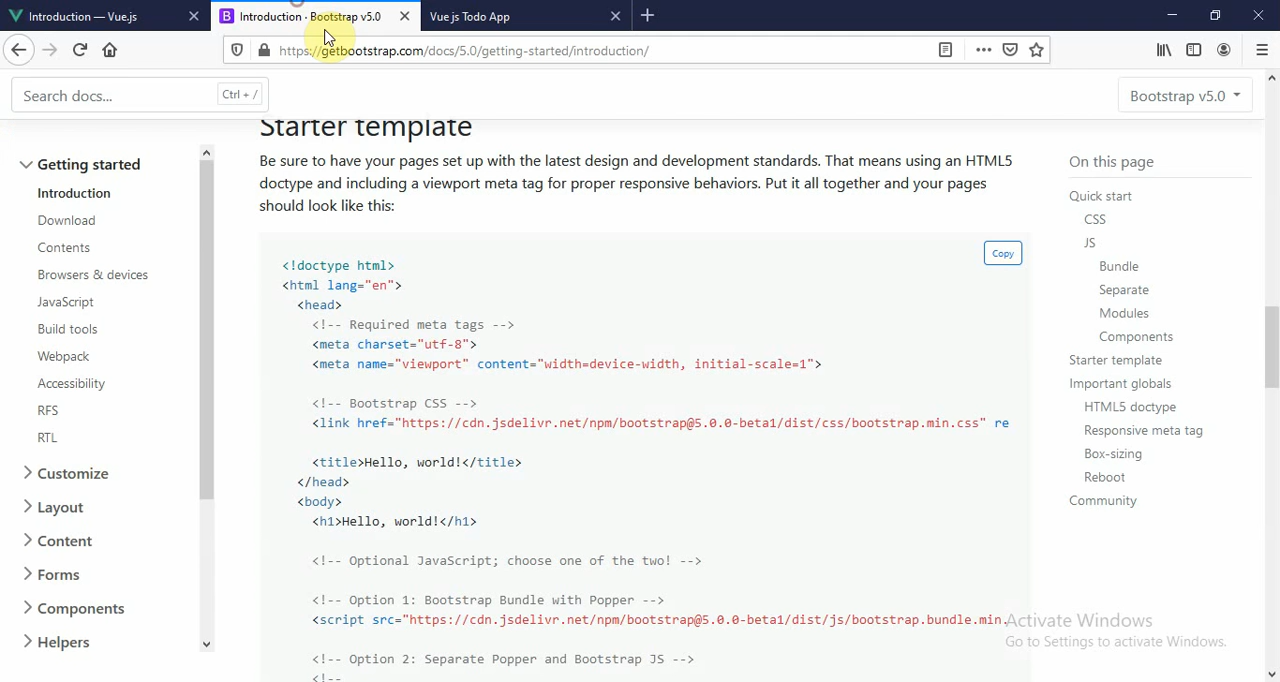 Introduction — Vue.js
Introduction · Bootstrap v5.0
Vue js Todo App
https://getbootstrap.com/docs/5.0/getting-started/introduction/
Search docs...
Ctrl + /
Bootstrap v5.0
Getting started
Introduction
Download
Contents
Browsers & devices
JavaScript
Build tools
Webpack
Accessibility
RFS
RTL
Customize
Layout
Content
Forms
Components
Helpers
Starter template
Be sure to have your pages set up with the latest design and development standards. That means using an HTML5
doctype and including a viewport meta tag for proper responsive behaviors. Put it all together and your pages
should look like this:
Copy
<!doctype html>
<html lang="en">
<head>
<!-- Required meta tags -->
<meta charset="utf-8">
<meta name="viewport" content="width=device-width, initial-scale=1">
<!-- Bootstrap CSS -->
<link href="https://cdn.jsdelivr.net/npm/bootstrap@5.0.0-beta1/dist/css/bootstrap.min.css" re
<title>Hello, world!</title>
</head>
<body>
<h1>Hello, world!</h1>
<!-- Optional JavaScript; choose one of the two! -->
<!-- Option 1: Bootstrap Bundle with Popper -->
<script src="https://cdn.jsdelivr.net/npm/bootstrap@5.0.0-beta1/dist/js/bootstrap.bundle.min.
<!-- Option 2: Separate Popper and Bootstrap JS -->
<!--
On this page
Quick start
CSS
JS
Bundle
Separate
Modules
Components
Starter template
Important globals
HTML5 doctype
Responsive meta tag
Box-sizing
Reboot
Community
Activate Windows
Go to Settings to activate Windows.